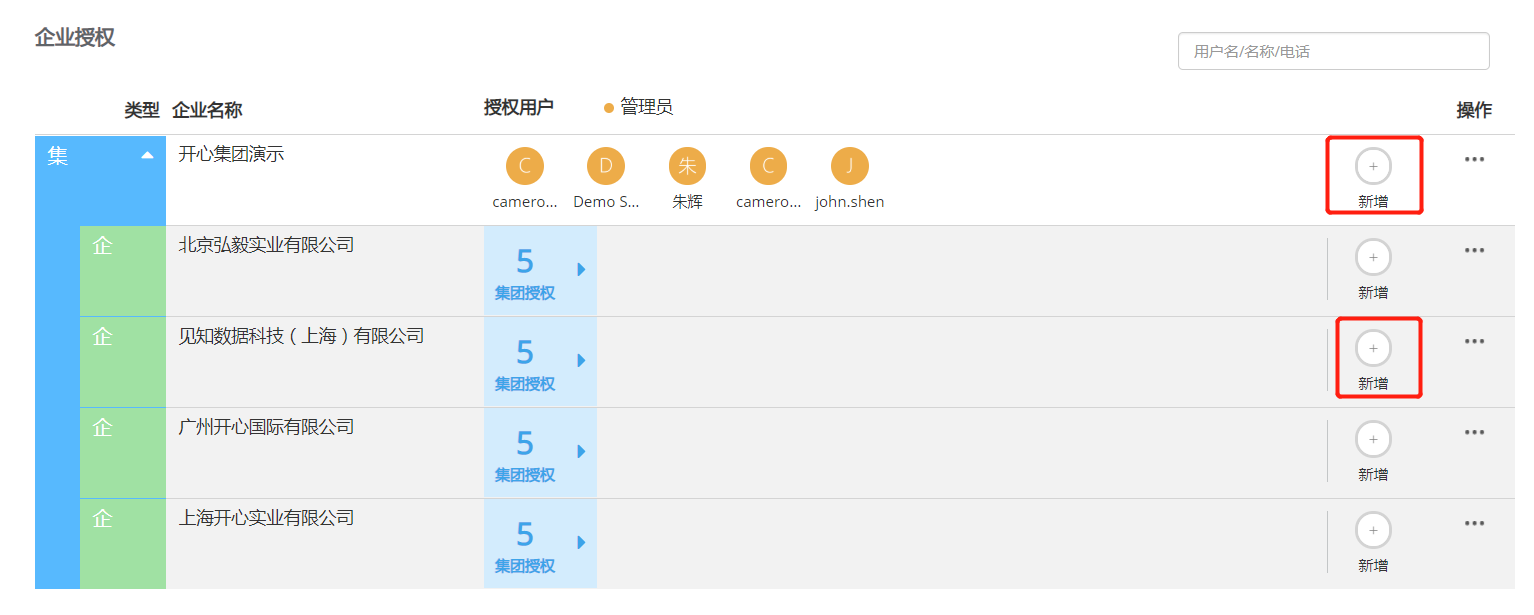 企业授权
用户名/名称/电话
类型 企业名称 授权用户 管理员 操作
集 开心集团演示 C D 朱 C J + ...
camero... Demo S... 朱辉 camero... john.shen 新增
企 北京弘毅实业有限公司 5 + ...
集团授权 新增
企 见知数据科技（上海）有限公司 5 + ...
集团授权 新增
企 广州开心国际有限公司 5 + ...
集团授权 新增
企 上海开心实业有限公司 5 + ...
集团授权 新增